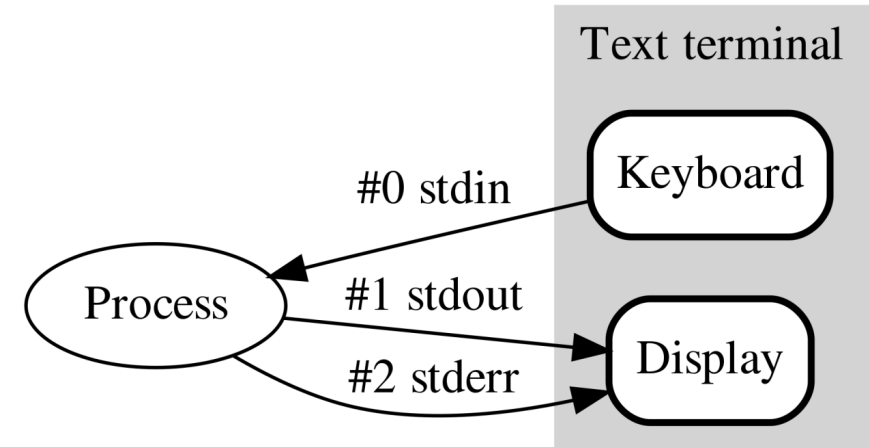 Text terminal
Keyboard
#0 stdin
Process
#1 stdout
Display
#2 stderr